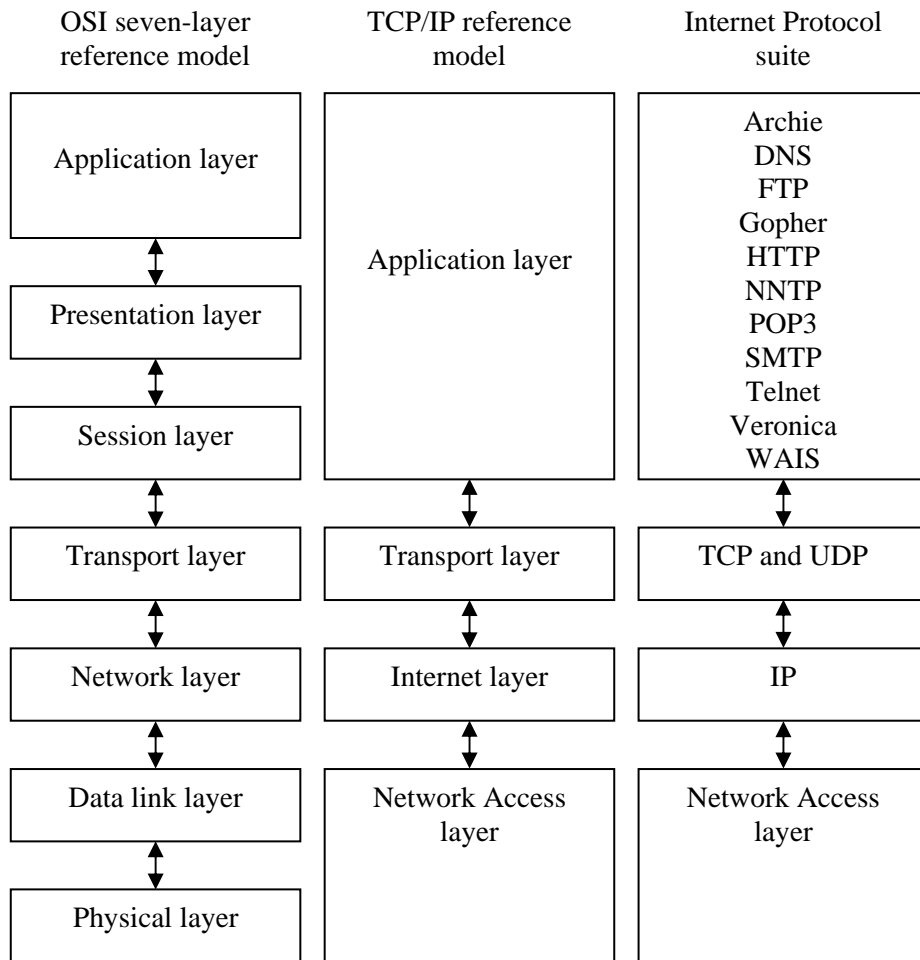 OSI seven-layer
reference model
TCP/IP reference
model
Internet Protocol
suite
Application layer
Presentation layer
Session layer
Transport layer
Network layer
Data link layer
Physical layer
Application layer
Transport layer
Internet layer
Network Access
layer
Archie
DNS
FTP
Gopher
HTTP
NNTP
POP3
SMTP
Telnet
Veronica
WAIS
TCP and UDP
IP
Network Access
layer